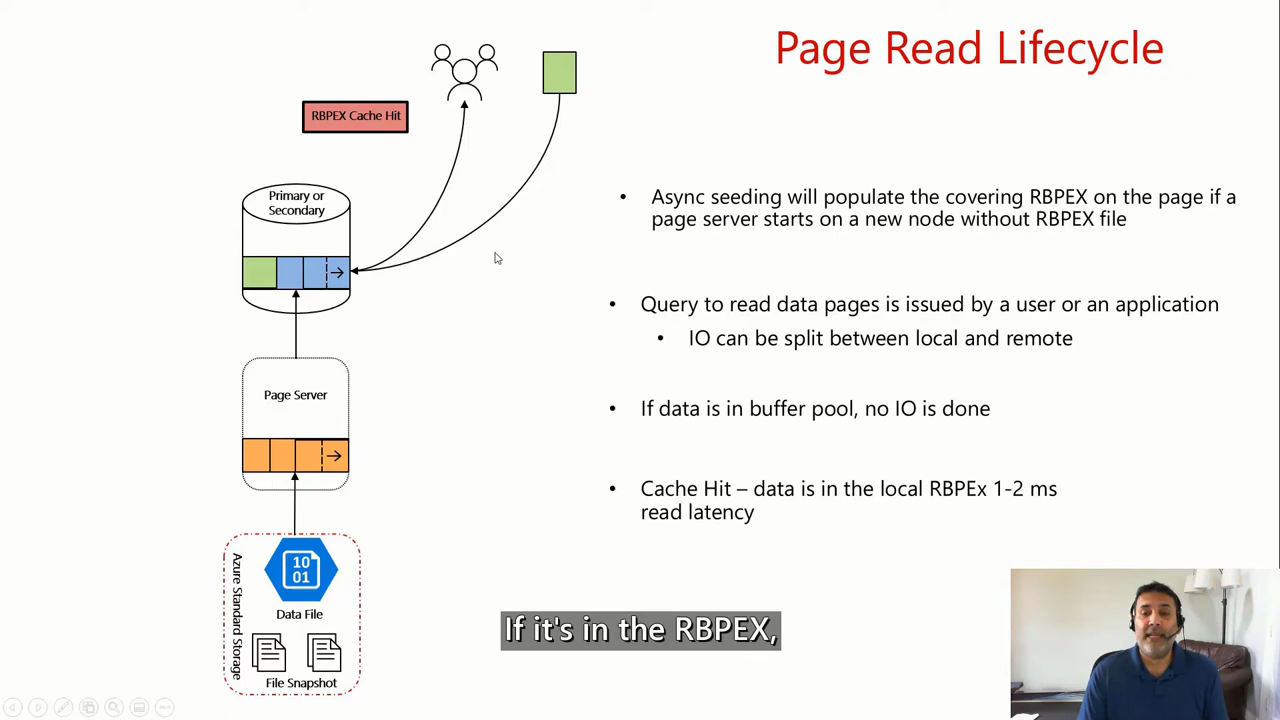 Page Read Lifecycle
RBPEX Cache Hit
Primary or
Secondary
Page Server
10
01
Data File
File Snapshot
Azure Standard Storage
• Async seeding will populate the covering RBPEX on the page if a
page server starts on a new node without RBPEX file
• Query to read data pages is issued by a user or an application
• IO can be split between local and remote
• If data is in buffer pool, no IO is done
• Cache Hit – data is in the local RBPEx 1-2 ms
read latency
If it's in the RBPEX,